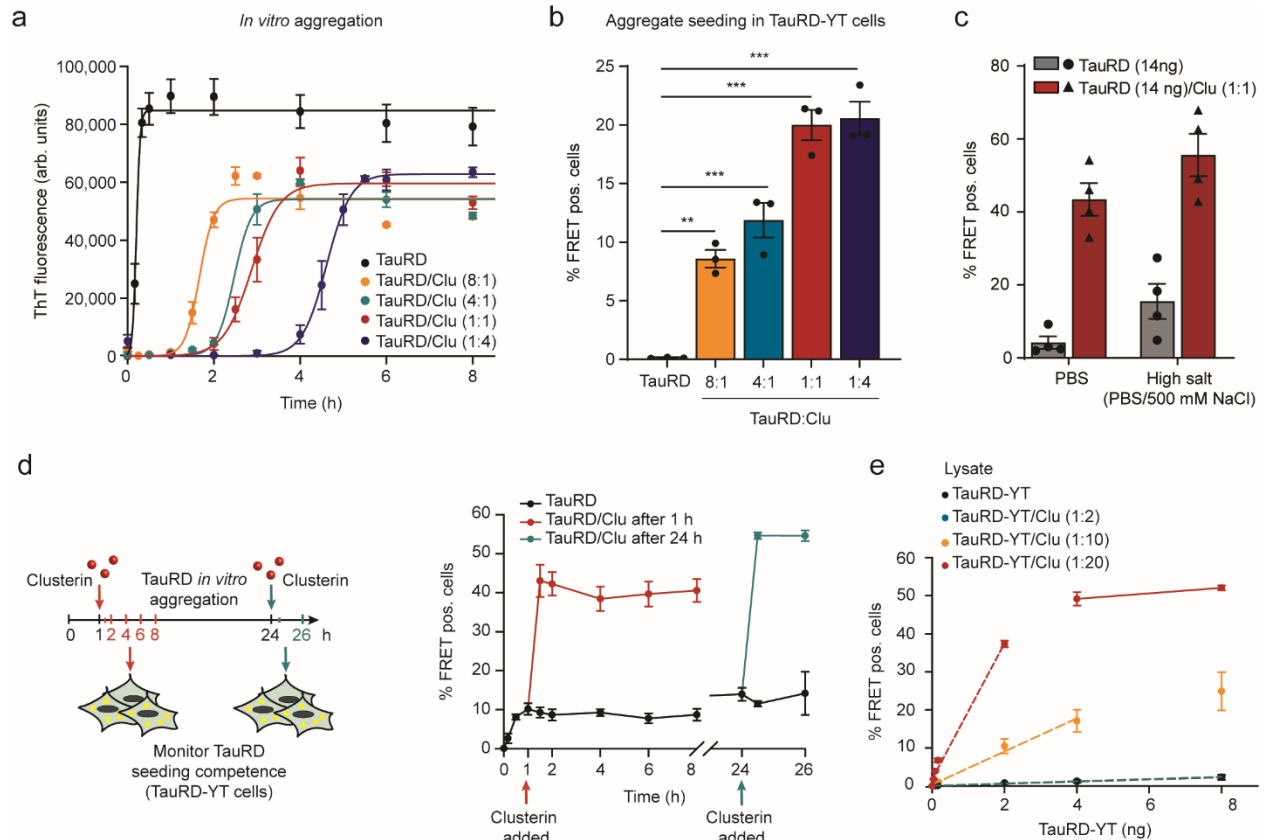 a
In vitro aggregation
100,000
80,000
60,000
40,000
20,000
0
ThT fluorescence (arb. units)
TauRD
TauRD/Clu (8:1)
TauRD/Clu (4:1)
TauRD/Clu (1:1)
TauRD/Clu (1:4)
0 2 4 6 8
Time (h)
b
Aggregate seeding in TauRD-YT cells
25
20
15
10
5
0
% FRET pos. cells
**
***
***
***
TauRD 8:1 4:1 1:1 1:4
TauRD:Clu
c
TauRD (14ng)
TauRD (14 ng)/Clu (1:1)
80
60
40
20
0
% FRET pos. cells
PBS
High salt
(PBS/500 mM NaCl)
d
Clusterin
TauRD in vitro
aggregation
Clusterin
0 1 2 4 6 8 24 26 h
Monitor TauRD
seeding competence
(TauRD-YT cells)
TauRD
TauRD/Clu after 1 h
TauRD/Clu after 24 h
60
50
40
30
20
10
0
% FRET pos. cells
0 1 2 4 6 8 24 26
Time (h)
Clusterin
added
Clusterin
added
e
Lysate
TauRD-YT
TauRD-YT/Clu (1:2)
TauRD-YT/Clu (1:10)
TauRD-YT/Clu (1:20)
60
50
40
30
20
10
0
% FRET pos. cells
0 2 4 6 8
TauRD-YT (ng)